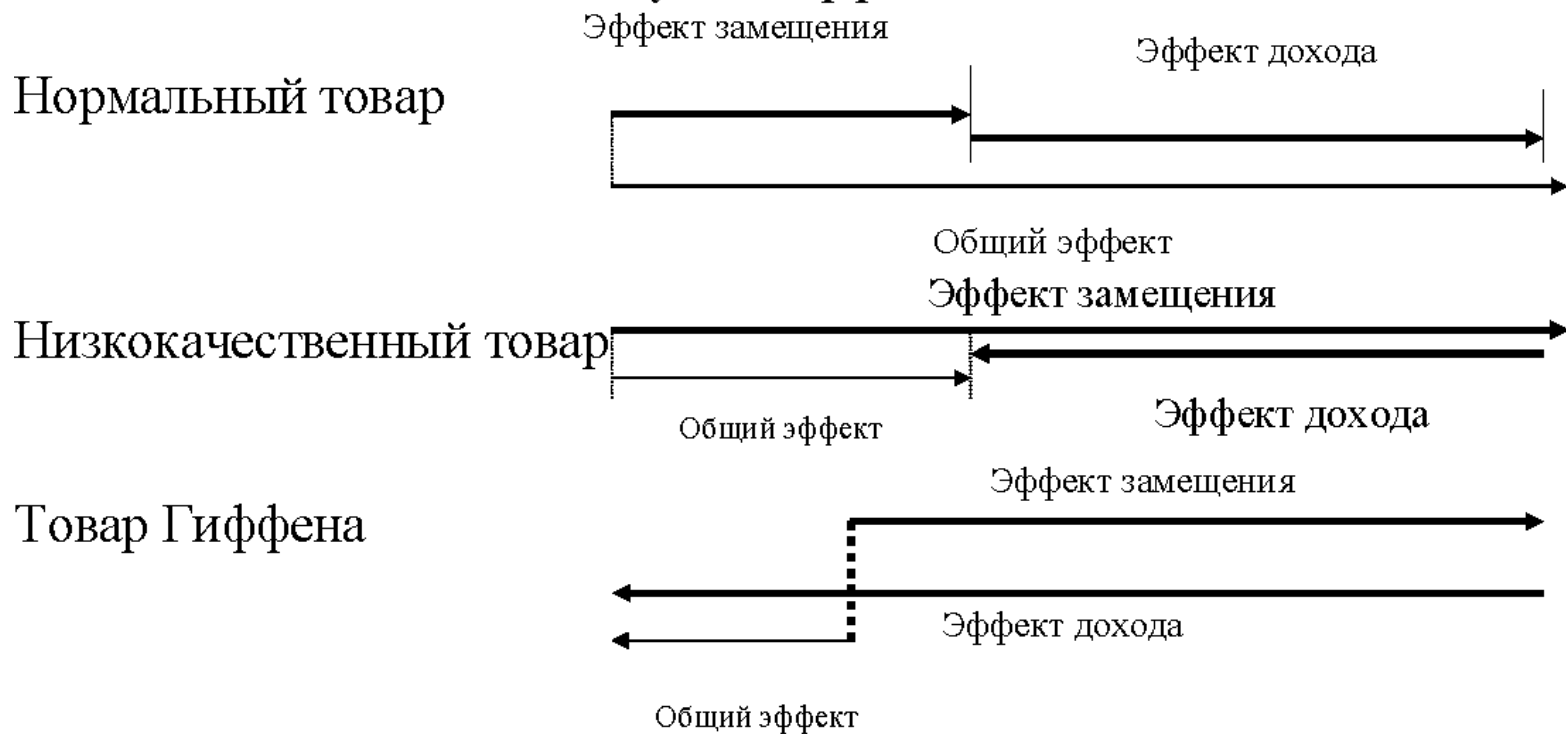 Эффект замещения
Эффект дохода
Нормальный товар
Общий эффект
Эффект замещения
Низкокачественный товар
Эффект дохода
Общий эффект
Эффект замещения
Товар Гиффена
Эффект дохода
Общий эффект